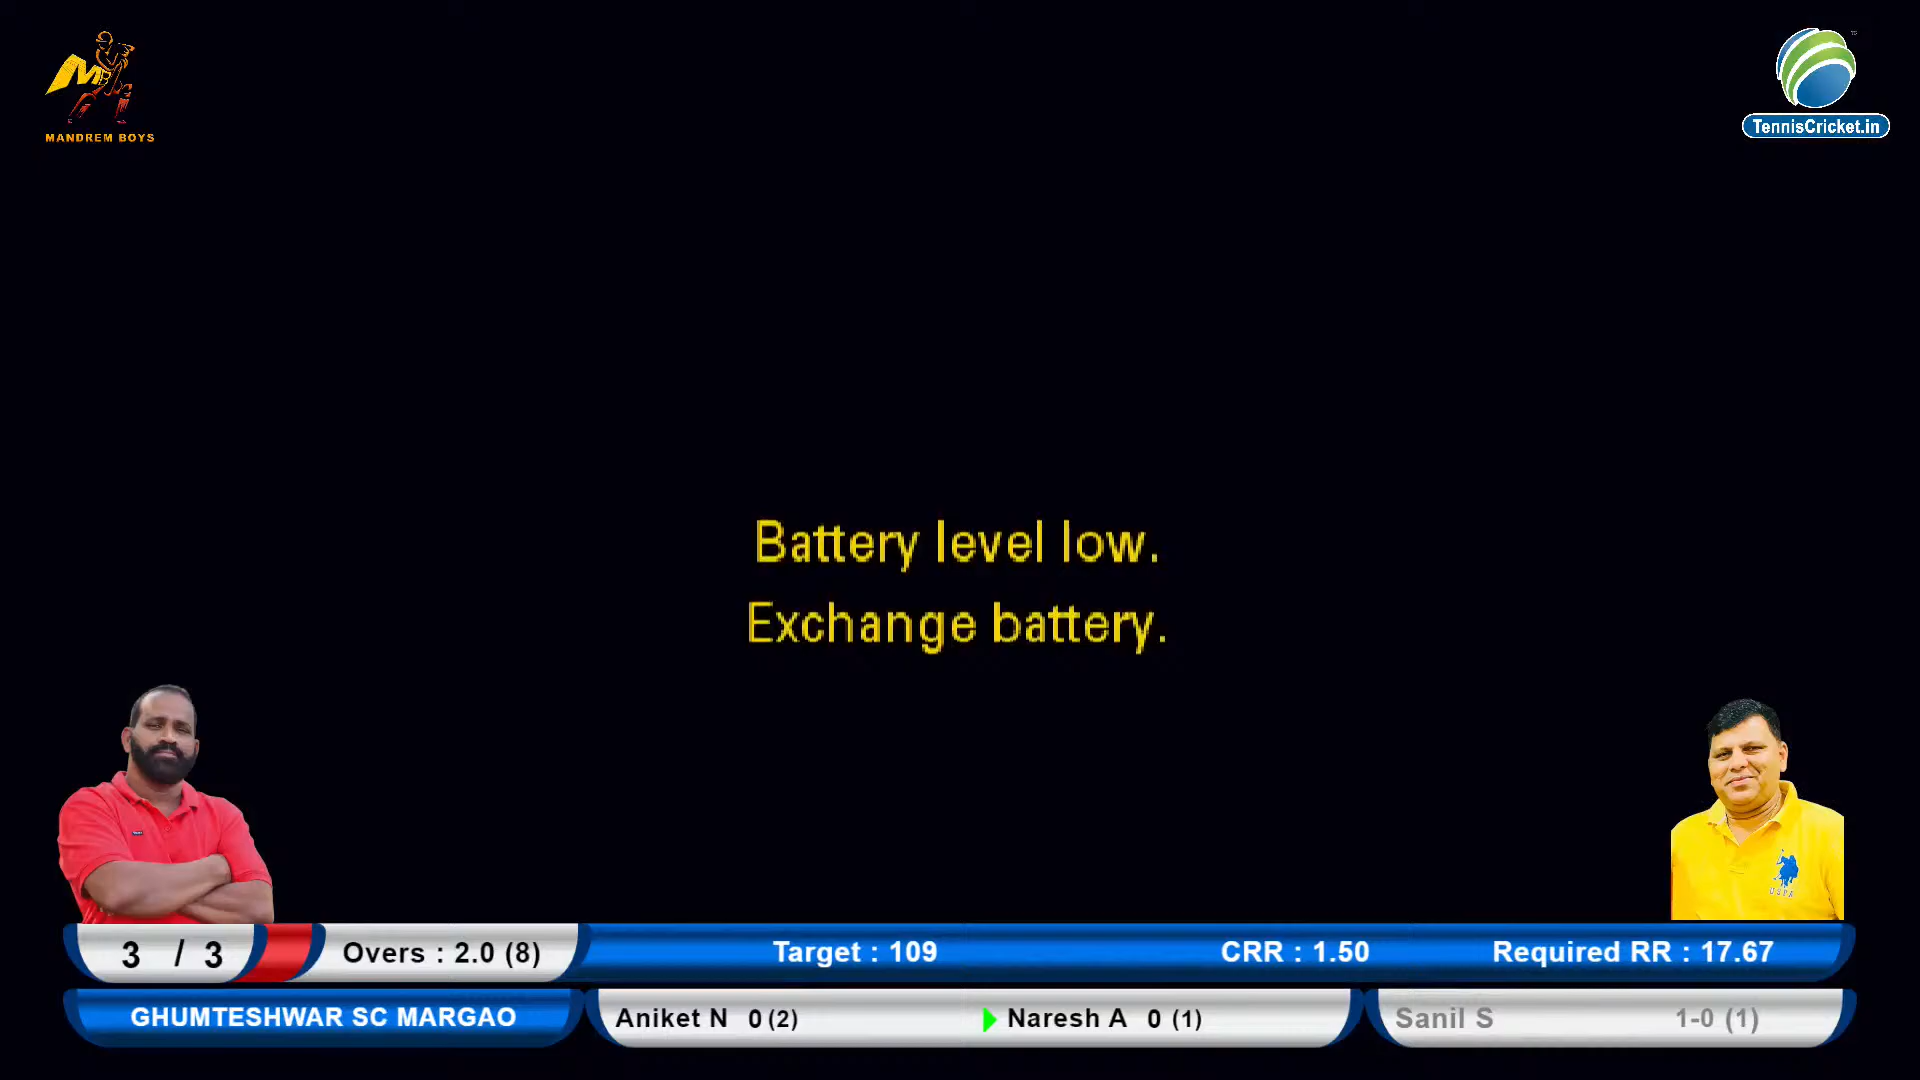 MANDREM BOYS
TennisCricket.in
Battery level low.
Exchange battery.
USPA
3 / 3
Overs : 2.0 (8)
Target : 109
CRR : 1.50
Required RR : 17.67
GHUMTESHWAR SC MARGAO
Aniket N 0 (2)
Naresh A 0 (1)
Sanil S 1-0 (1)